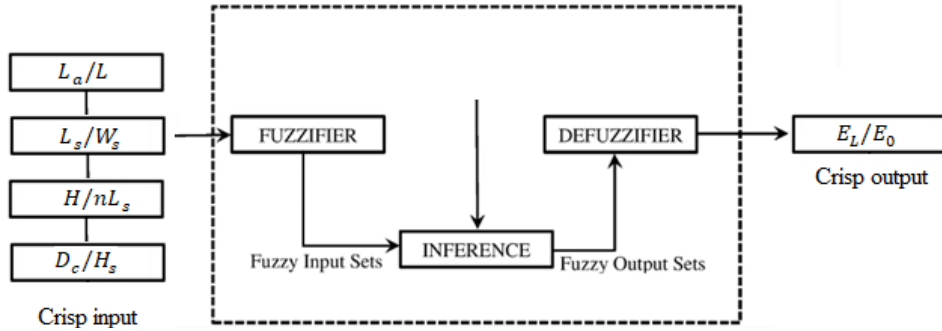 L_a/L
L_s/W_s
H/nL_s
D_c/H_s
Crisp input
FUZZIFIER
DEFUZZIFIER
INFERENCE
Fuzzy Input Sets
Fuzzy Output Sets
E_L/E_0
Crisp output